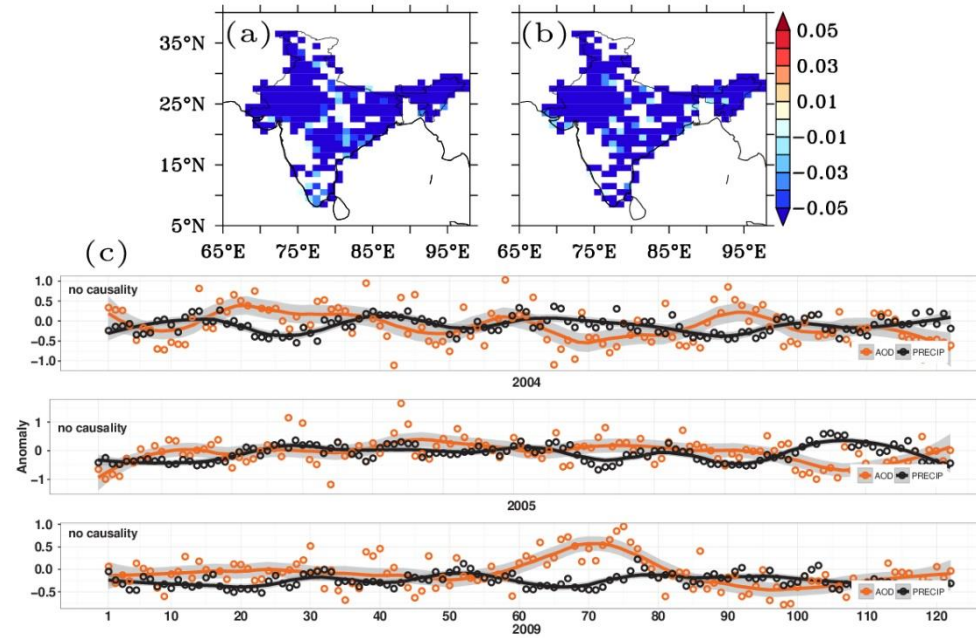 (a) (b)
35°N
25°N
15°N
5°N
65°E 75°E 85°E 95°E 65°E 75°E 85°E 95°E
0.05
0.03
0.01
-0.01
-0.03
-0.05
(c)
no causality
1.0
0.5
0.0
-0.5
-1.0
AOD PRECIP
2004
Anomaly
no causality
1
0
-1
AOD PRECIP
2005
no causality
1.0
0.5
0.0
-0.5
AOD PRECIP
1 10 20 30 40 50 60 70 80 90 100 110 120
2009